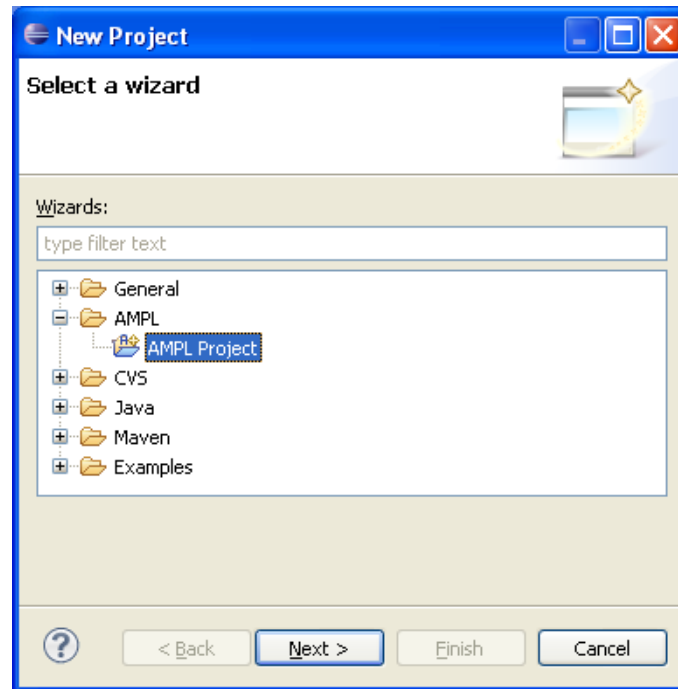 New Project
Select a wizard
Wizards:
type filter text
General
AMPL
AMPL Project
CVS
Java
Maven
Examples
? < Back Next > Finish Cancel